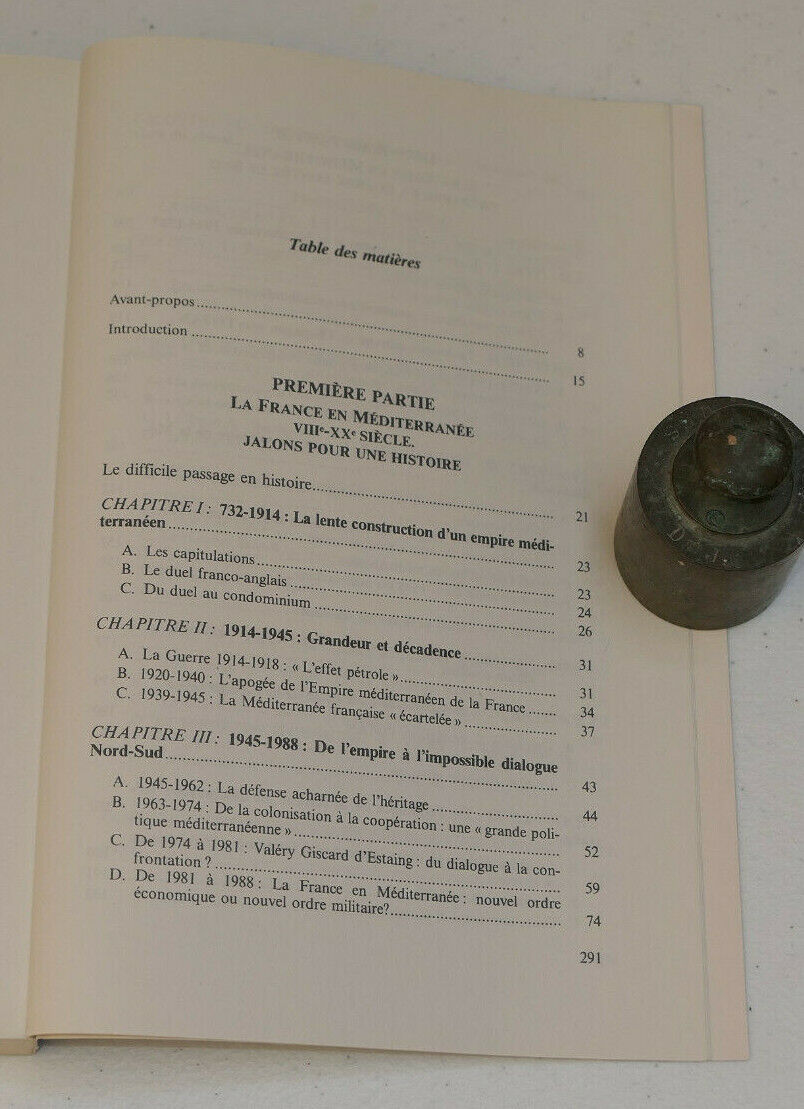 Table des matières
Avant-propos ........ 8
Introduction ........ 15
PREMIÈRE PARTIE
LA FRANCE EN MÉDITERRANÉE
VIIIe-XXe SIÈCLE.
JALONS POUR UNE HISTOIRE
Le difficile passage en histoire ........ 21
CHAPITRE I : 732-1914 : La lente construction d'un empire médi-
terranéen ........ 23
A. Les capitulations ........ 23
B. Le duel franco-anglais ........ 24
C. Du duel au condominium ........ 26
CHAPITRE II : 1914-1945 : Grandeur et décadence ........ 31
A. La Guerre 1914-1918 : « L'effet pétrole » ........ 31
B. 1920-1940 : L'apogée de l'Empire méditerranéen de la France ........ 34
C. 1939-1945 : La Méditerranée française « écartelée » ........ 37
CHAPITRE III : 1945-1988 : De l'empire à l'impossible dialogue
Nord-Sud ........ 43
A. 1945-1962 : La défense acharnée de l'héritage ........ 44
B. 1963-1974 : De la colonisation à la coopération : une « grande poli-
tique méditerranéenne » ........ 52
C. De 1974 à 1981 : Valéry Giscard d'Estaing : du dialogue à la con-
frontation ? ........ 59
D. De 1981 à 1988 : La France en Méditerranée : nouvel ordre
économique ou nouvel ordre militaire? ........ 74
291